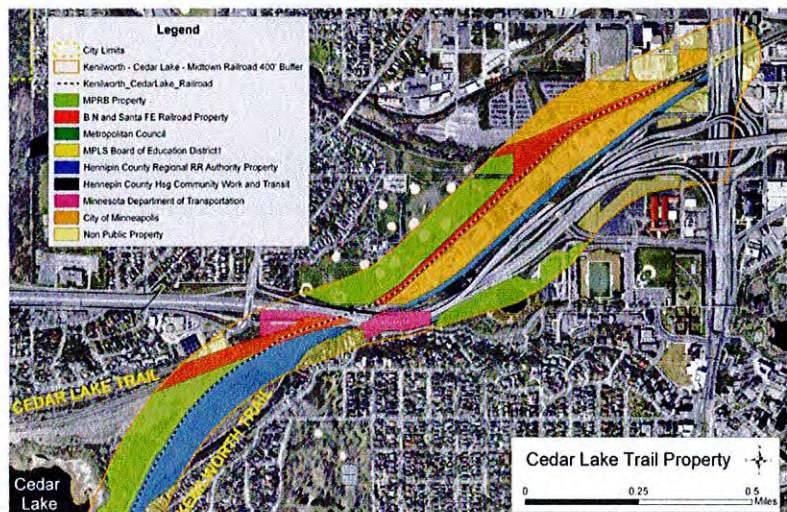 Legend
City Limits
Kenilworth - Cedar Lake - Midtown Railroad 400' Buffer
Kenilworth_CedarLake_Railroad
MPRB Property
B N and Santa FE Railroad Property
Metropolitan Council
MPLS Board of Education District1
Hennipin County Regional RR Authority Property
Hennepin County Hsg Community Work and Transit
Minnesota Department of Transportation
City of Minneapolis
Non Public Property
CEDAR LAKE TRAIL
KENILWORTH TRAIL
Cedar
Lake
Cedar Lake Trail Property
0 0.25 0.5
Miles